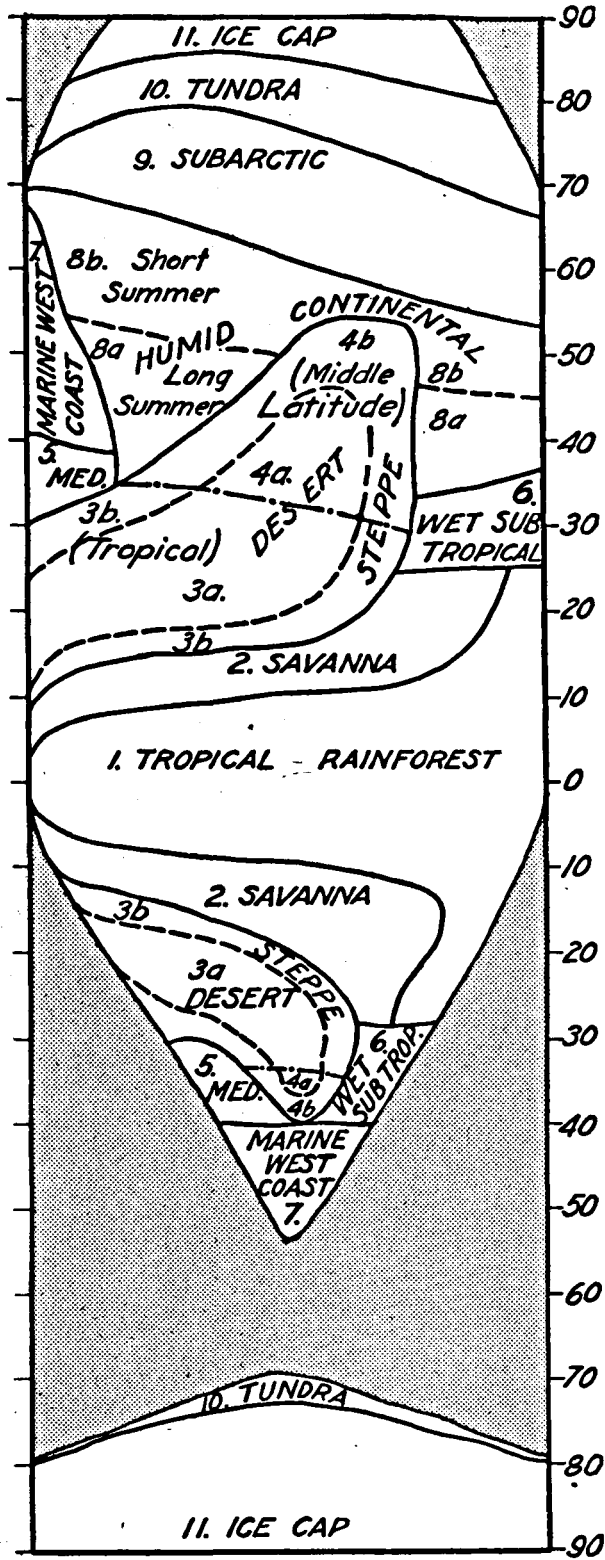 90
11. ICE CAP
10. TUNDRA
80
9. SUBARCTIC
70
7.
MARINE WEST
COAST
8b. Short
Summer
60
CONTINENTAL
4b
8a
HUMID
Long
Summer
50
(Middle
Latitude)
8b
8a
40
5.
MED.
4a.
DESERT
STEPPE
3b.
(Tropical)
6.
WET SUB
TROPICAL
30
3a.
20
3b
2. SAVANNA
10
1. TROPICAL - RAINFOREST
0
10
2. SAVANNA
3b
STEPPE
20
3a
DESERT
30
5.
MED.
4a
4b
6.
WET
SUB TROP.
40
MARINE
WEST
COAST
7.
50
60
70
10. TUNDRA
80
11. ICE CAP
90